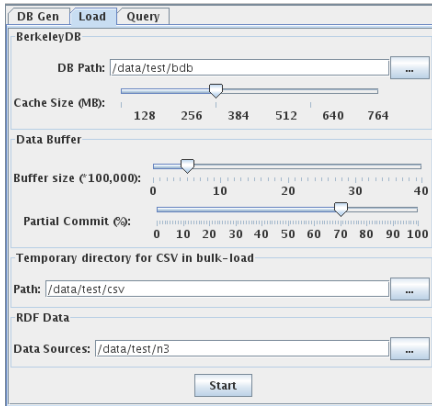 DB Gen Load Query
BerkeleyDB
DB Path: /data/test/bdb ...
Cache Size (MB):
128 256 384 512 640 764
Data Buffer
Buffer size (*100,000):
0 10 20 30 40
Partial Commit (%):
0 10 20 30 40 50 60 70 80 90 100
Temporary directory for CSV in bulk-load
Path: /data/test/csv ...
RDF Data
Data Sources: /data/test/n3 ...
Start